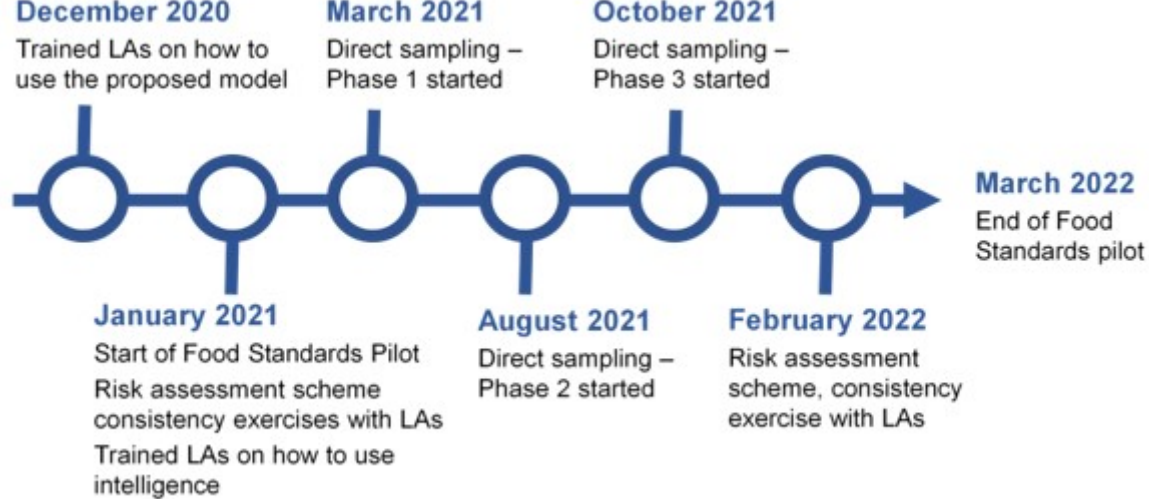 December 2020
Trained LAs on how to
use the proposed model
March 2021
Direct sampling –
Phase 1 started
October 2021
Direct sampling –
Phase 3 started
March 2022
End of Food
Standards pilot
January 2021
Start of Food Standards Pilot
Risk assessment scheme
consistency exercises with LAs
Trained LAs on how to use
intelligence
August 2021
Direct sampling –
Phase 2 started
February 2022
Risk assessment
scheme, consistency
exercise with LAs